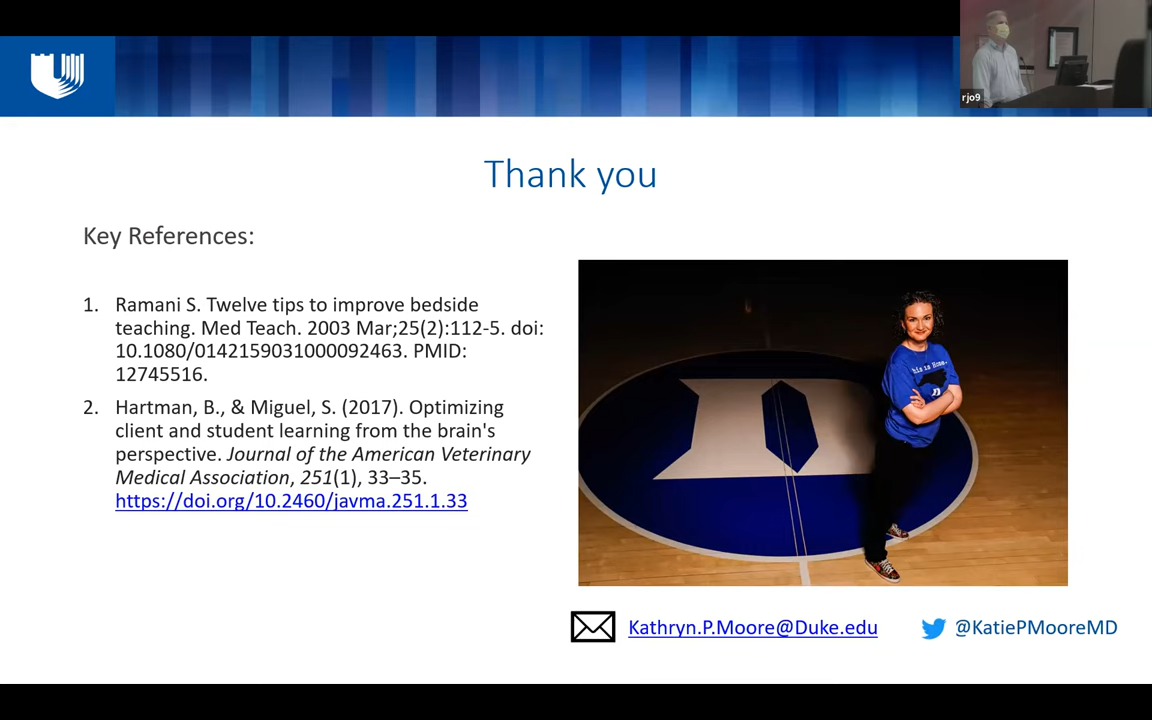 rjo9
Thank you
Key References:
1. Ramani S. Twelve tips to improve bedside
teaching. Med Teach. 2003 Mar;25(2):112-5. doi:
10.1080/0142159031000092463. PMID:
12745516.
2. Hartman, B., & Miguel, S. (2017). Optimizing
client and student learning from the brain's
perspective. Journal of the American Veterinary
Medical Association, 251(1), 33–35.
https://doi.org/10.2460/javma.251.1.33
This is Home.
Kathryn.P.Moore@Duke.edu
@KatiePMooreMD